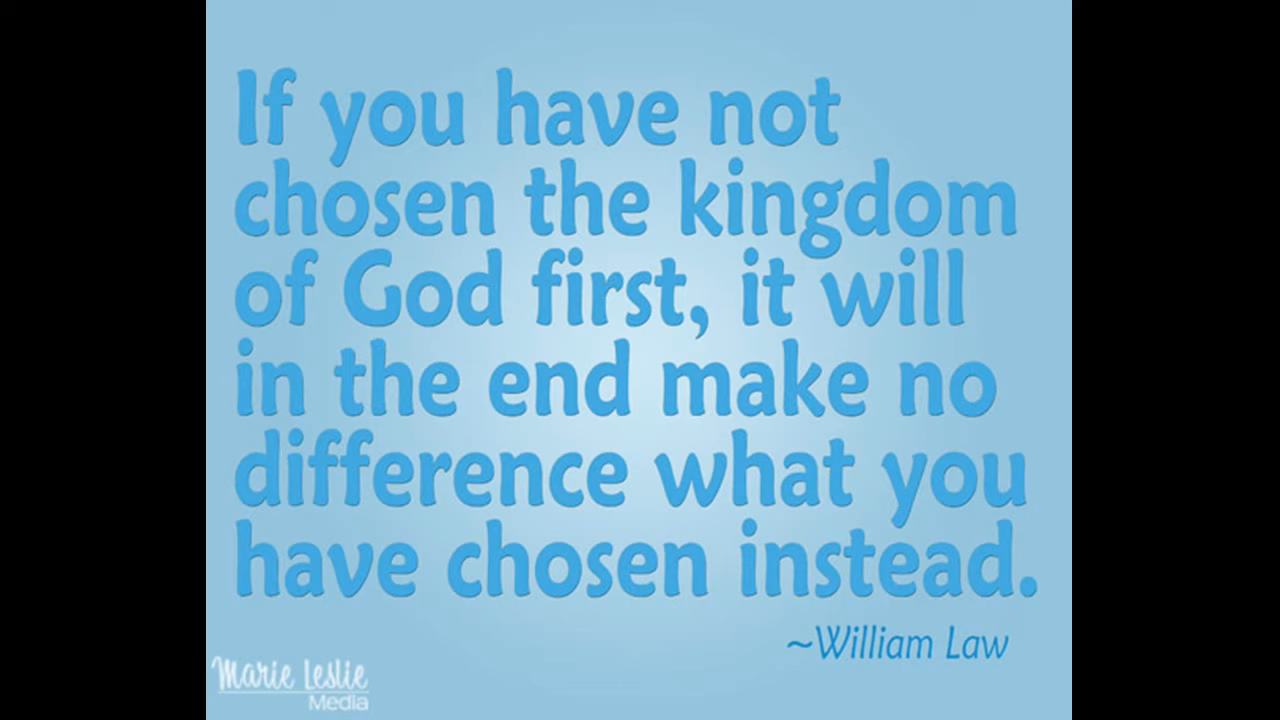 If you have not
chosen the kingdom
of God first, it will
in the end make no
difference what you
have chosen instead.
~William Law
Marie Leslie
Media